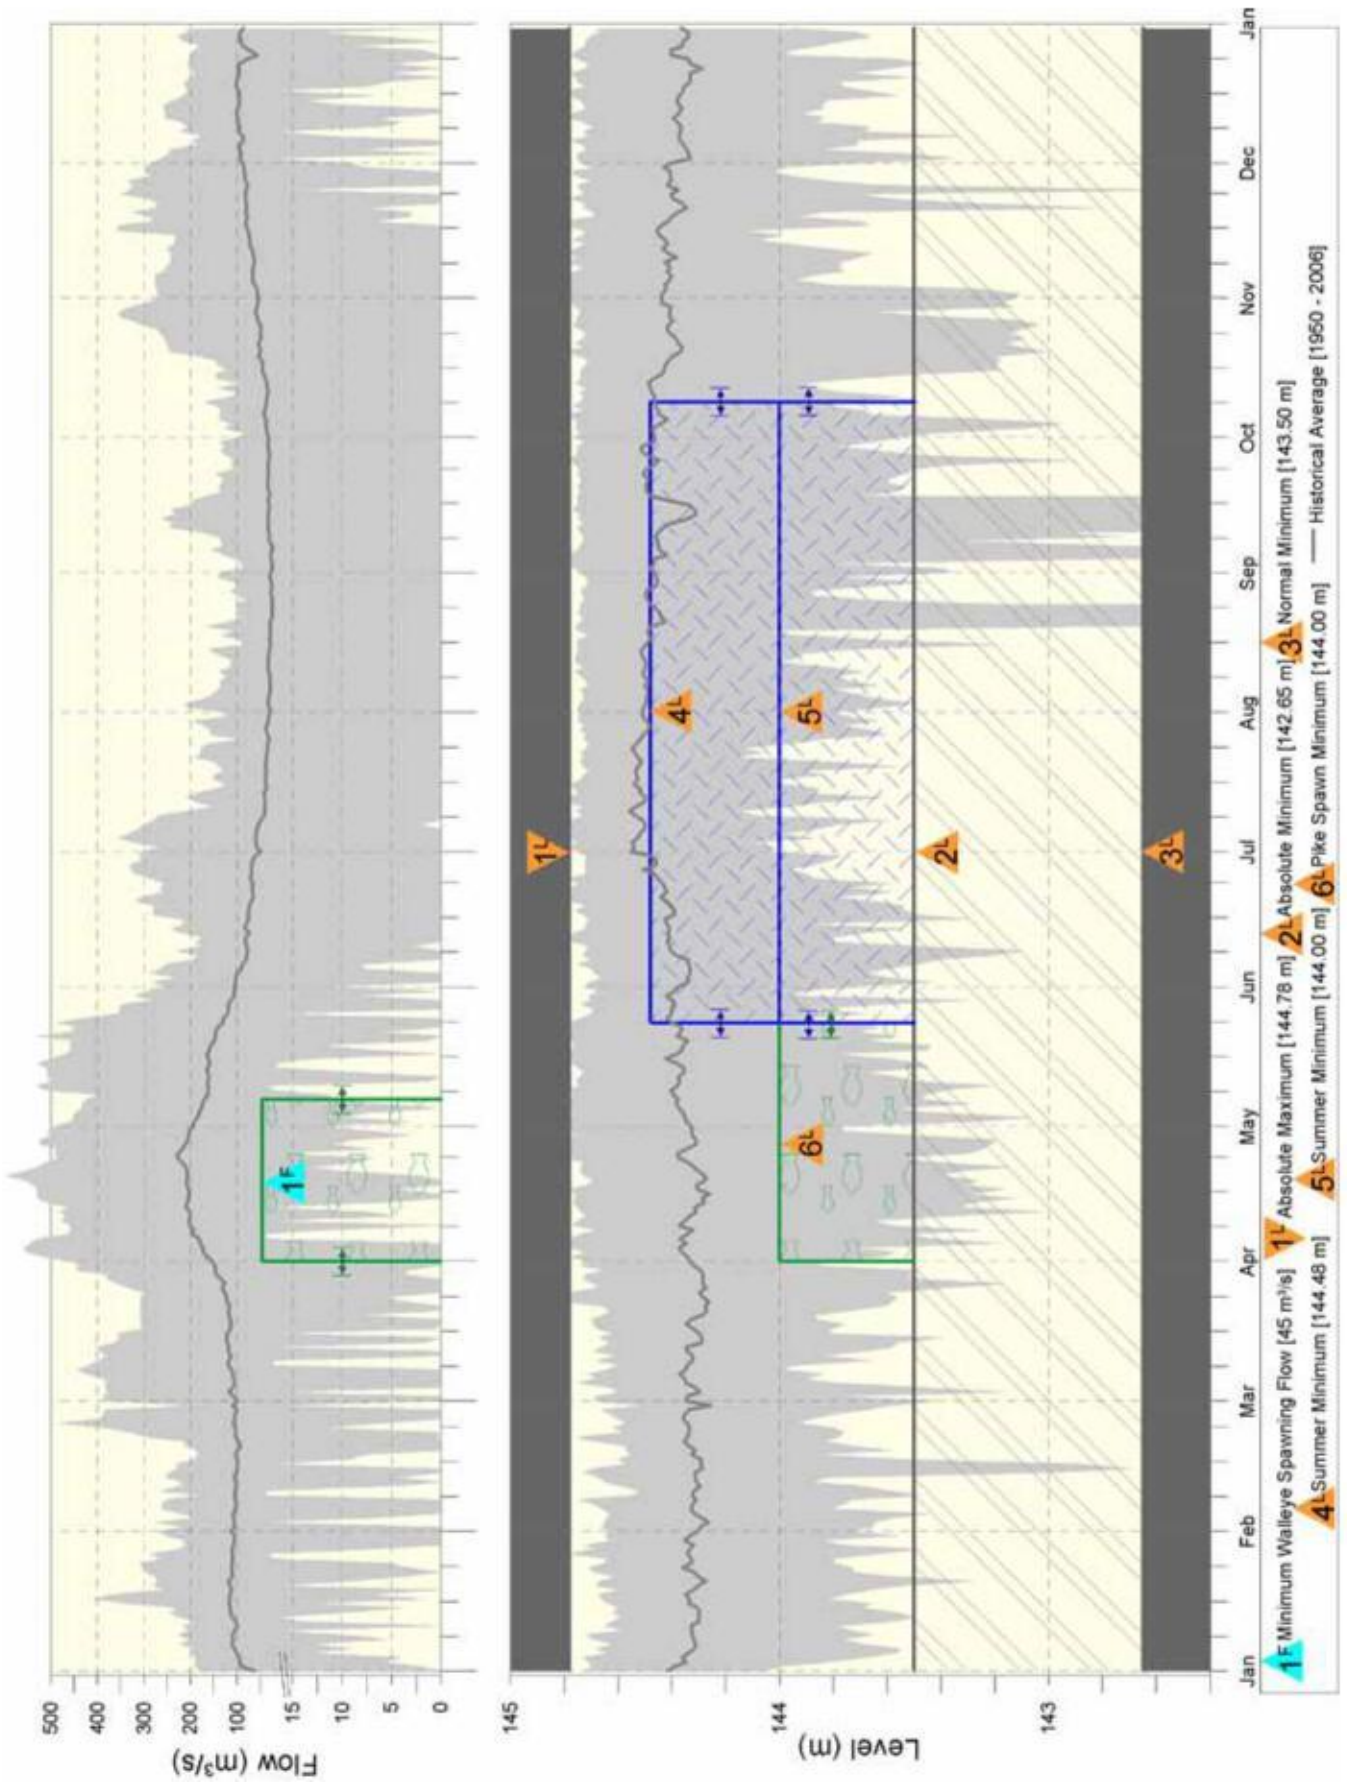 Flow (m³/s)
500
400
300
200
100
15
10
5
0
1F
Level (m)
145
144
143
1L
4L
5L
6L
2L
3L
Jan Feb Mar Apr May Jun Jul Aug Sep Oct Nov Dec Jan
1F Minimum Walleye Spawning Flow [45 m³/s] 1L Absolute Maximum [144.78 m] 2L Absolute Minimum [142.65 m] 3L Normal Minimum [143.50 m]
4L Summer Minimum [144.48 m] 5L Summer Minimum [144.00 m] 6L Pike Spawn Minimum [144.00 m] Historical Average [1950 - 2006]